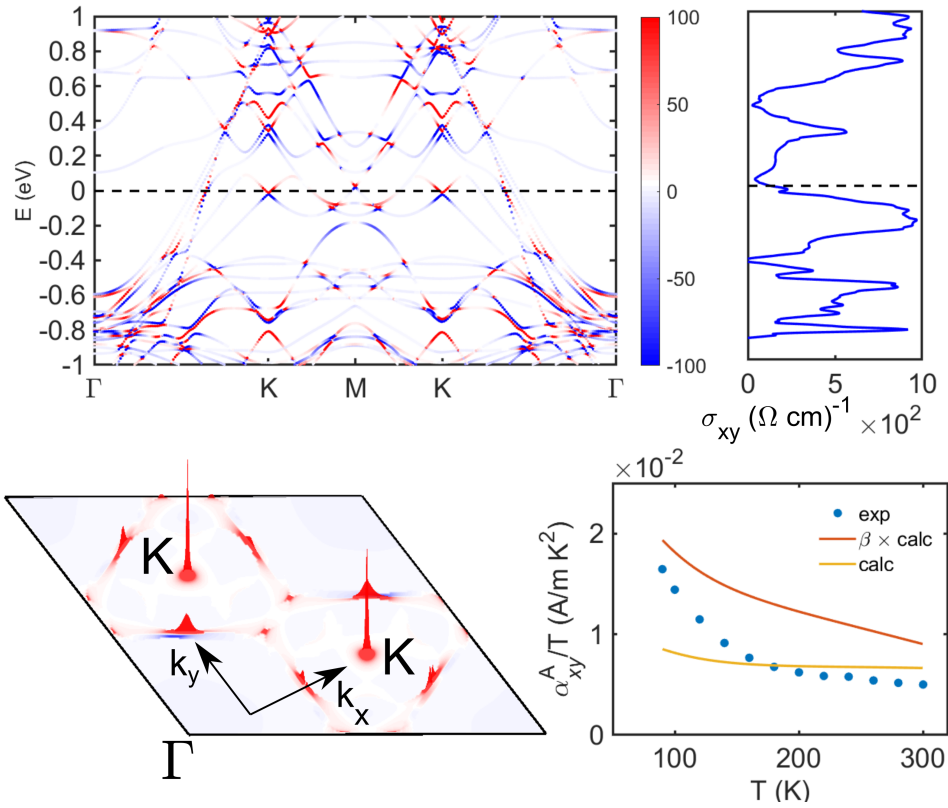 E (eV)
1
0.8
0.6
0.4
0.2
0
-0.2
-0.4
-0.6
-0.8
-1
Γ K M K Γ
100
50
0
-50
-100
0 5 10
σxy (Ω cm)⁻¹ ×10²
K
K
ky
kx
Γ
×10⁻²
αᴬxy/T (A/m K²)
2
1
0
exp
β × calc
calc
100 200 300
T (K)